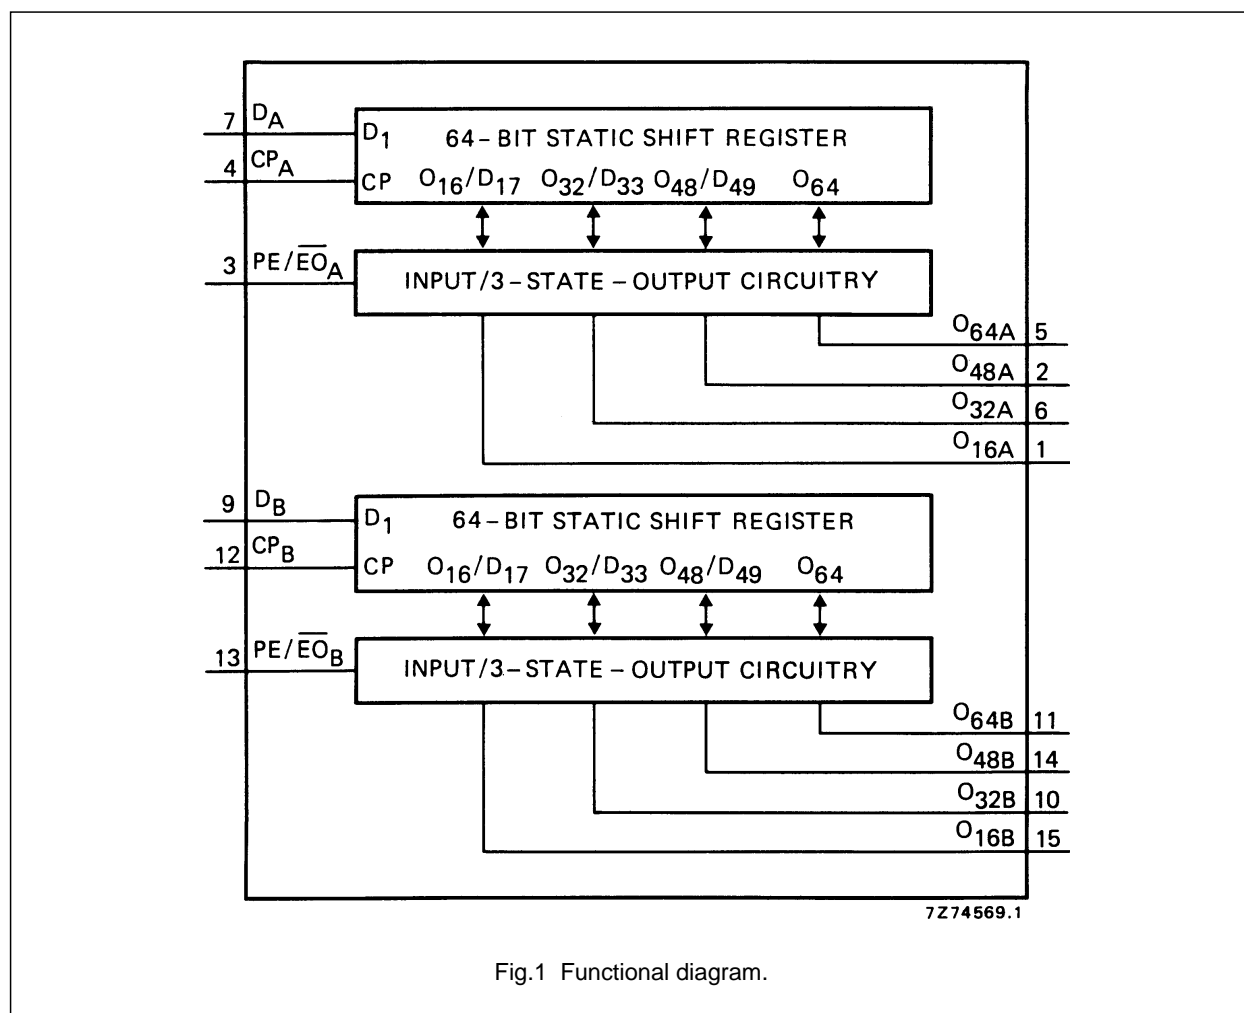 7 D_A
D_1 64-BIT STATIC SHIFT REGISTER
4 CP_A
CP O_16/D_17 O_32/D_33 O_48/D_49 O_64
3 PE/E̅O̅_A
INPUT/3-STATE-OUTPUT CIRCUITRY
O_64A 5
O_48A 2
O_32A 6
O_16A 1
9 D_B
D_1 64-BIT STATIC SHIFT REGISTER
12 CP_B
CP O_16/D_17 O_32/D_33 O_48/D_49 O_64
13 PE/E̅O̅_B
INPUT/3-STATE-OUTPUT CIRCUITRY
O_64B 11
O_48B 14
O_32B 10
O_16B 15
7Z74569.1
Fig.1 Functional diagram.